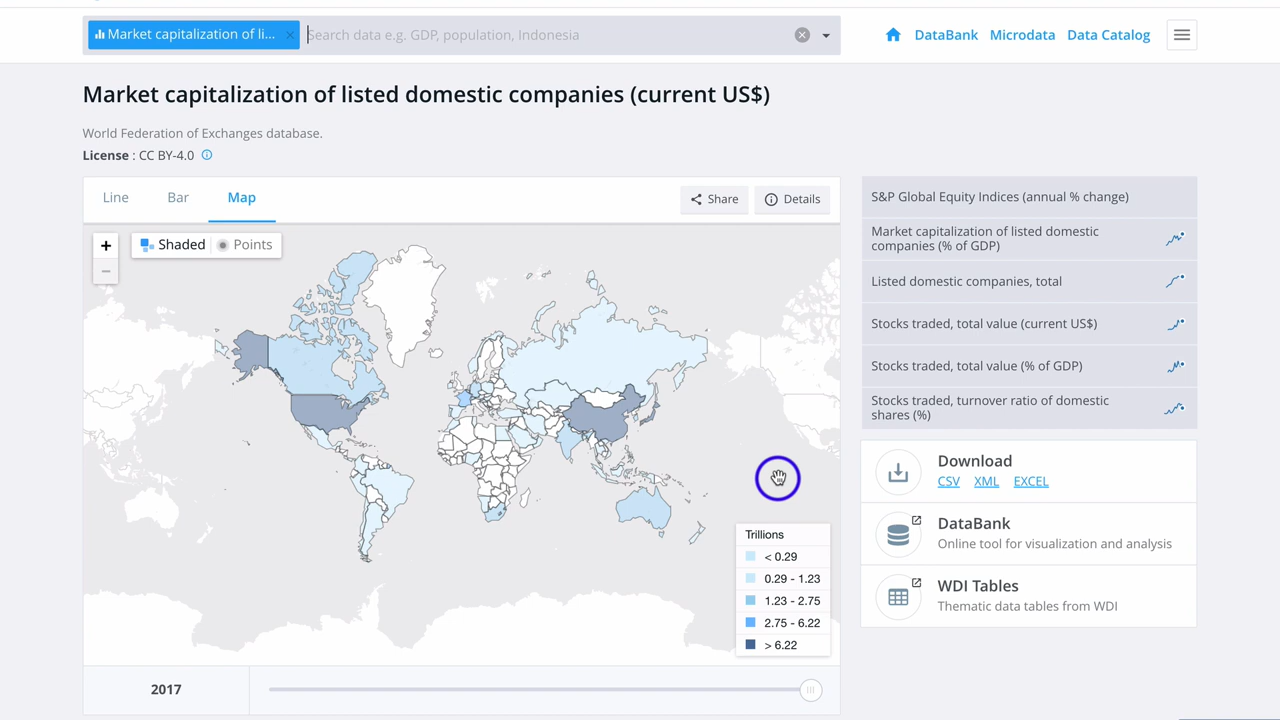 Market capitalization of li... ×
Search data e.g. GDP, population, Indonesia
DataBank
Microdata
Data Catalog
Market capitalization of listed domestic companies (current US$)
World Federation of Exchanges database.
License : CC BY-4.0
Line
Bar
Map
Share
Details
+
−
Shaded
Points
Trillions
< 0.29
0.29 - 1.23
1.23 - 2.75
2.75 - 6.22
> 6.22
2017
S&P Global Equity Indices (annual % change)
Market capitalization of listed domestic
companies (% of GDP)
Listed domestic companies, total
Stocks traded, total value (current US$)
Stocks traded, total value (% of GDP)
Stocks traded, turnover ratio of domestic
shares (%)
Download
CSV XML EXCEL
DataBank
Online tool for visualization and analysis
WDI Tables
Thematic data tables from WDI